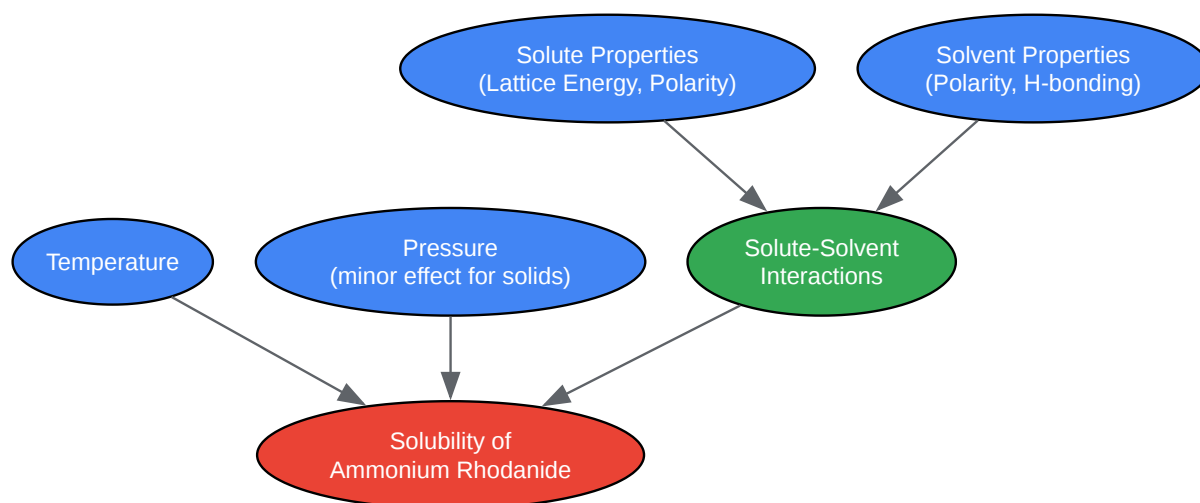 Solute Properties
(Lattice Energy, Polarity)
Solvent Properties
(Polarity, H-bonding)
Temperature
Pressure
(minor effect for solids)
Solute-Solvent
Interactions
Solubility of
Ammonium Rhodanide